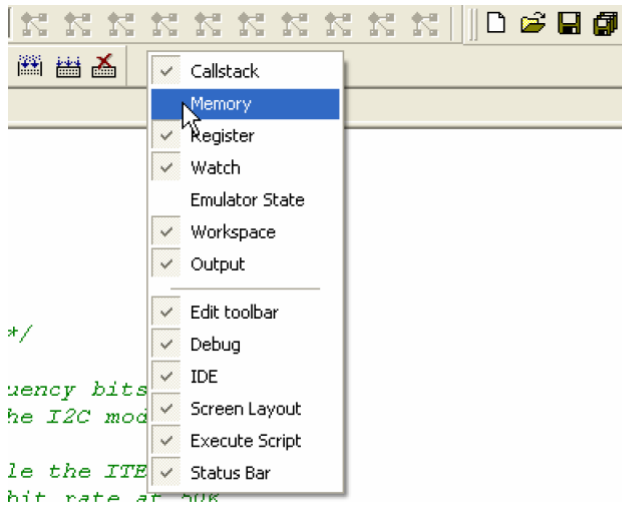 Callstack
Memory
Register
Watch
Emulator State
Workspace
Output
Edit toolbar
*/
Debug
IDE
uency bits
Screen Layout
he I2C mod
Execute Script
le the ITE
Status Bar
bit rate at 50K